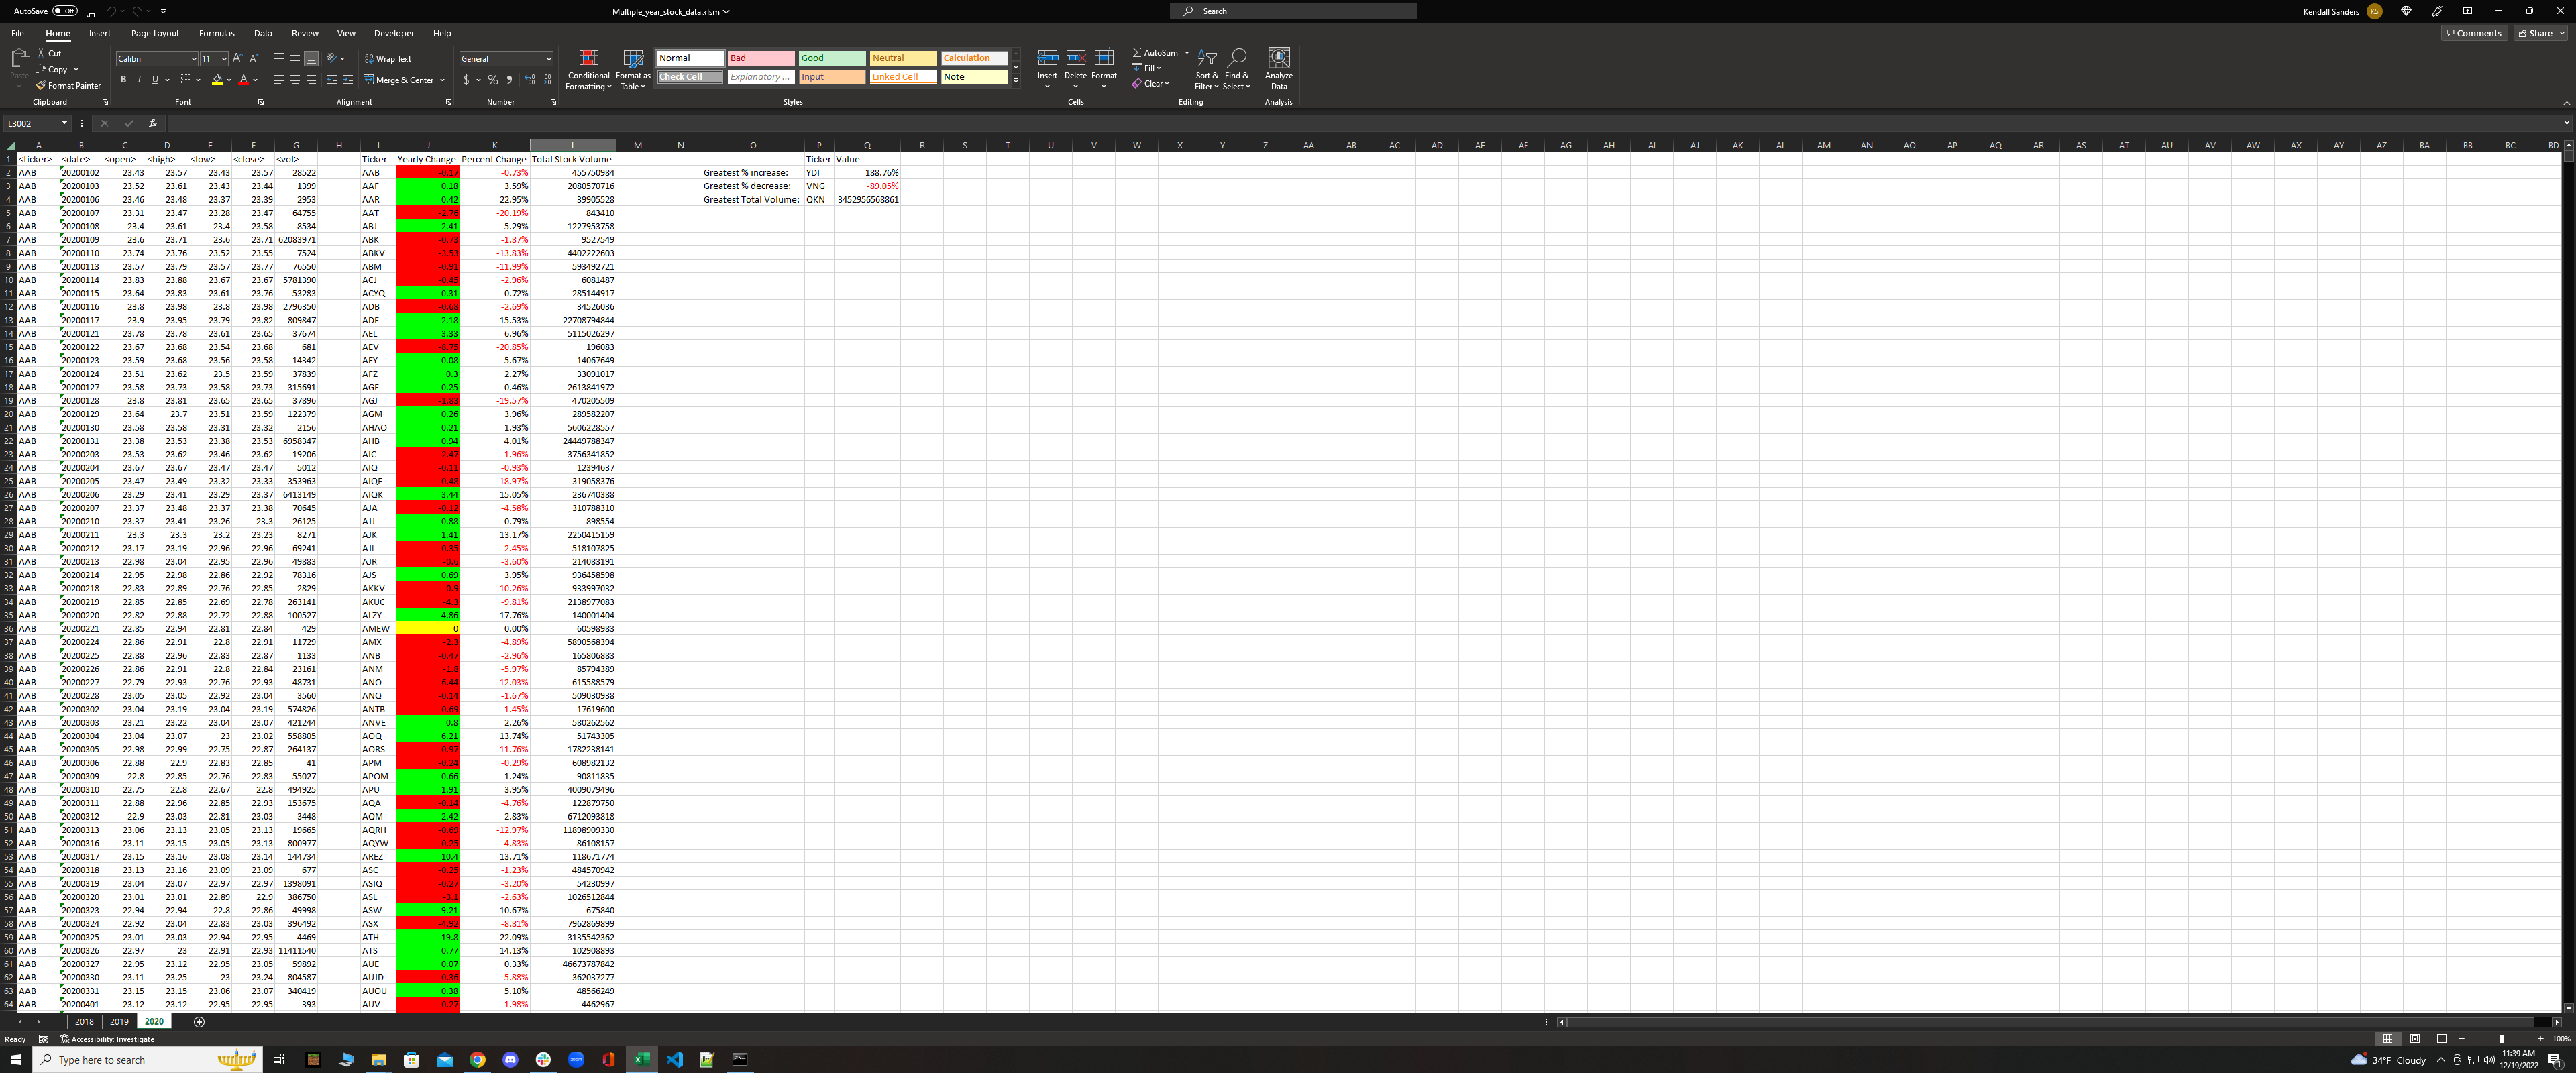 AutoSave Off Multiple_year_stock_data.xlsm Search Kendall Sanders KS
File Home Insert Page Layout Formulas Data Review View Developer Help Comments Share
Paste Cut Copy Format Painter Clipboard
Calibri 11 B I U Font
Wrap Text Merge & Center Alignment
General $ % Number
Conditional Formatting Format as Table
Normal Bad Good Neutral Calculation
Check Cell Explanatory ... Input Linked Cell Note
Styles
Insert Delete Format Cells
AutoSum Fill Clear Sort & Filter Find & Select Editing
Analyze Data Analysis
L3002 fx
A B C D E F G H I J K L M N O P Q R S T U V W X Y Z AA AB AC AD AE AF AG AH AI AJ AK AL AM AN AO AP AQ AR AS AT AU AV AW AX AY AZ BA BB BC BD
1 <ticker> <date> <open> <high> <low> <close> <vol> Ticker Yearly Change Percent Change Total Stock Volume Ticker Value
2 AAB 20200102 23.43 23.57 23.43 23.57 28522 AAB -0.17 -0.73% 455750984 Greatest % increase: YDI 188.76%
3 AAB 20200103 23.52 23.61 23.43 23.44 1399 AAF 0.18 3.59% 2080570716 Greatest % decrease: VNG -89.05%
4 AAB 20200106 23.46 23.48 23.37 23.39 2953 AAR 0.42 22.95% 39905528 Greatest Total Volume: QKN 3452956568861
5 AAB 20200107 23.31 23.47 23.28 23.47 64755 AAT -2.76 -20.19% 843410
6 AAB 20200108 23.4 23.61 23.4 23.58 8534 ABJ 2.41 5.29% 1227953758
7 AAB 20200109 23.6 23.71 23.6 23.71 62083971 ABK -0.73 -1.87% 9527549
8 AAB 20200110 23.74 23.76 23.52 23.55 7524 ABKV -3.53 -13.83% 4402222603
9 AAB 20200113 23.57 23.79 23.57 23.77 76550 ABM -0.91 -11.99% 593492721
10 AAB 20200114 23.83 23.88 23.67 23.67 5781390 ACJ -0.45 -2.96% 6081487
11 AAB 20200115 23.64 23.83 23.61 23.76 53283 ACYQ 0.31 0.72% 285144917
12 AAB 20200116 23.8 23.98 23.8 23.98 2796350 ADB -0.68 -2.69% 34526036
13 AAB 20200117 23.9 23.95 23.79 23.82 809847 ADF 2.18 15.53% 22708794844
14 AAB 20200121 23.78 23.78 23.61 23.65 37674 AEL 3.33 6.96% 5115026297
15 AAB 20200122 23.67 23.68 23.54 23.68 681 AEV -8.75 -20.85% 196083
16 AAB 20200123 23.59 23.68 23.56 23.58 14342 AEY 0.08 5.67% 14067649
17 AAB 20200124 23.51 23.62 23.5 23.59 37839 AFZ 0.3 2.27% 33091017
18 AAB 20200127 23.58 23.73 23.58 23.73 315691 AGF 0.25 0.46% 2613841972
19 AAB 20200128 23.8 23.81 23.65 23.65 37896 AGJ -1.83 -19.57% 470205509
20 AAB 20200129 23.64 23.7 23.51 23.59 122379 AGM 0.26 3.96% 289582207
21 AAB 20200130 23.58 23.58 23.31 23.32 2156 AHAO 0.21 1.93% 5606228557
22 AAB 20200131 23.38 23.53 23.38 23.53 6958347 AHB 0.94 4.01% 24449788347
23 AAB 20200203 23.53 23.62 23.46 23.62 19206 AIC -2.47 -1.96% 3756341852
24 AAB 20200204 23.67 23.67 23.47 23.47 5012 AIQ -0.11 -0.93% 12394637
25 AAB 20200205 23.47 23.49 23.32 23.33 353963 AIQF -0.48 -18.97% 319058376
26 AAB 20200206 23.29 23.41 23.29 23.37 6413149 AIQK 3.44 15.05% 236740388
27 AAB 20200207 23.37 23.48 23.37 23.38 70645 AJA -0.12 -4.58% 310788310
28 AAB 20200210 23.37 23.41 23.26 23.3 26125 AJJ 0.88 0.79% 898554
29 AAB 20200211 23.3 23.3 23.2 23.23 8271 AJK 1.41 13.17% 2250415159
30 AAB 20200212 23.17 23.19 22.96 22.96 69241 AJL -0.35 -2.45% 518107825
31 AAB 20200213 22.98 23.04 22.95 22.96 49883 AJR -0.6 -3.60% 214083191
32 AAB 20200214 22.95 22.98 22.86 22.92 78316 AJS 0.69 3.95% 936458598
33 AAB 20200218 22.83 22.89 22.76 22.85 2829 AKKV -0.9 -10.26% 933997032
34 AAB 20200219 22.85 22.85 22.69 22.78 263141 AKUC -4.3 -9.81% 2138977083
35 AAB 20200220 22.82 22.88 22.72 22.88 100527 ALZY 4.86 17.76% 140001404
36 AAB 20200221 22.85 22.94 22.81 22.84 429 AMEW 0 0.00% 60598983
37 AAB 20200224 22.86 22.91 22.8 22.91 11729 AMX -2.3 -4.89% 5890568394
38 AAB 20200225 22.88 22.96 22.83 22.87 1133 ANB -0.47 -2.96% 165806883
39 AAB 20200226 22.86 22.91 22.8 22.84 23161 ANM -1.8 -5.97% 85794389
40 AAB 20200227 22.79 22.93 22.76 22.93 48731 ANO -6.44 -12.03% 615588579
41 AAB 20200228 23.05 23.05 22.92 23.04 3560 ANQ -0.14 -1.67% 509030938
42 AAB 20200302 23.04 23.19 23.04 23.19 574826 ANTB -0.69 -1.45% 17619600
43 AAB 20200303 23.21 23.22 23.04 23.07 421244 ANVE 0.8 2.26% 580262562
44 AAB 20200304 23.04 23.07 23 23.02 558805 AOQ 6.21 13.74% 51743305
45 AAB 20200305 22.98 22.99 22.75 22.87 264137 AORS -0.97 -11.76% 1782238141
46 AAB 20200306 22.88 22.9 22.83 22.85 41 APM -0.24 -0.29% 608982132
47 AAB 20200309 22.8 22.85 22.76 22.83 55027 APOM 0.66 1.24% 90811835
48 AAB 20200310 22.75 22.8 22.67 22.8 494925 APU 1.91 3.95% 4009079496
49 AAB 20200311 22.88 22.96 22.85 22.93 153675 AQA -0.14 -4.76% 122879750
50 AAB 20200312 22.9 23.03 22.81 23.03 3448 AQM 2.42 2.83% 6712093818
51 AAB 20200313 23.06 23.13 23.05 23.13 19665 AQRH -0.69 -12.97% 11898909330
52 AAB 20200316 23.11 23.15 23.05 23.13 800977 AQYW -0.25 -4.83% 86108157
53 AAB 20200317 23.15 23.16 23.08 23.14 144734 AREZ 10.4 13.71% 118671774
54 AAB 20200318 23.13 23.16 23.09 23.09 677 ASC -0.25 -1.23% 484570942
55 AAB 20200319 23.04 23.07 22.97 22.97 1398091 ASIQ -0.27 -3.20% 54230997
56 AAB 20200320 23.01 23.01 22.89 22.9 386750 ASL -3.1 -2.63% 1026512844
57 AAB 20200323 22.94 22.94 22.8 22.86 49998 ASW 9.21 10.67% 675840
58 AAB 20200324 22.92 23.04 22.83 23.03 396492 ASX -4.92 -8.81% 7962869899
59 AAB 20200325 23.01 23.03 22.94 22.95 4469 ATH 19.8 22.09% 3135542362
60 AAB 20200326 22.97 23 22.91 22.93 11411540 ATS 0.77 14.13% 102908893
61 AAB 20200327 22.95 23.12 22.95 23.05 59892 AUE 0.07 0.33% 46673787842
62 AAB 20200330 23.11 23.25 23 23.24 804587 AUJD -0.36 -5.88% 362037277
63 AAB 20200331 23.15 23.15 23.06 23.07 340419 AUOU 0.38 5.10% 48566249
64 AAB 20200401 23.12 23.12 22.95 22.95 393 AUV -0.27 -1.98% 4462967
2018 2019 2020
Ready Accessibility: Investigate 100%
Type here to search 34°F Cloudy 11:39 AM
12/19/2022